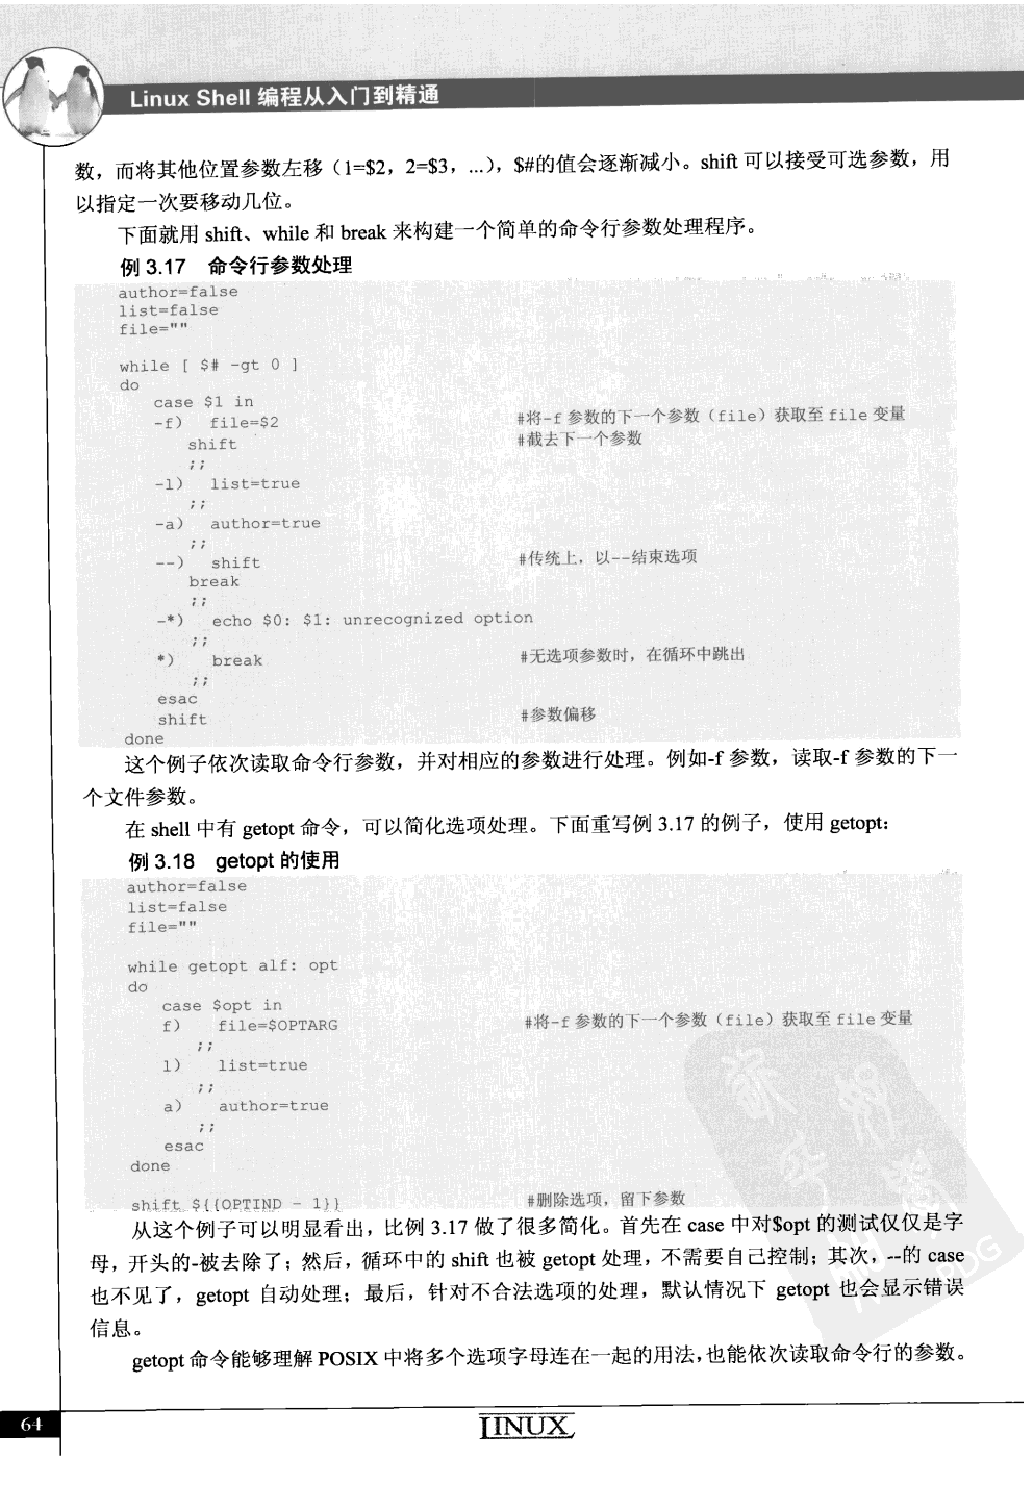 Linux Shell 编程从入门到精通
数，而将其他位置参数左移（1=$2，2=$3，...），$#的值会逐渐减小。shift 可以接受可选参数，用
以指定一次要移动几位。
下面就用 shift、while 和 break 来构建一个简单的命令行参数处理程序。
例 3.17 命令行参数处理
author=false
list=false
file=""
while [ $# -gt 0 ]
do
case $1 in
-f) file=$2 #将-f 参数的下一个参数（file）获取至 file 变量
shift #截去下一个参数
;;
-l) list=true
;;
-a) author=true
;;
--) shift #传统上，以--结束选项
break
;;
-*) echo $0: $1: unrecognized option
;;
*) break #无选项参数时，在循环中跳出
;;
esac
shift #参数偏移
done
这个例子依次读取命令行参数，并对相应的参数进行处理。例如-f 参数，读取-f 参数的下一
个文件参数。
在 shell 中有 getopt 命令，可以简化选项处理。下面重写例 3.17 的例子，使用 getopt:
例 3.18 getopt 的使用
author=false
list=false
file=""
while getopt alf: opt
do
case $opt in
f) file=$OPTARG #将-f 参数的下一个参数（file）获取至 file 变量
;;
l) list=true
;;
a) author=true
;;
esac
done
shift ${{OPTIND - 1}} #删除选项，留下参数
从这个例子可以明显看出，比例 3.17 做了很多简化。首先在 case 中对$opt 的测试仅仅是字
母，开头的-被去除了；然后，循环中的 shift 也被 getopt 处理，不需要自己控制；其次，--的 case
也不见了，getopt 自动处理；最后，针对不合法选项的处理，默认情况下 getopt 也会显示错误
信息。
getopt 命令能够理解 POSIX 中将多个选项字母连在一起的用法，也能依次读取命令行的参数。
64
LINUX